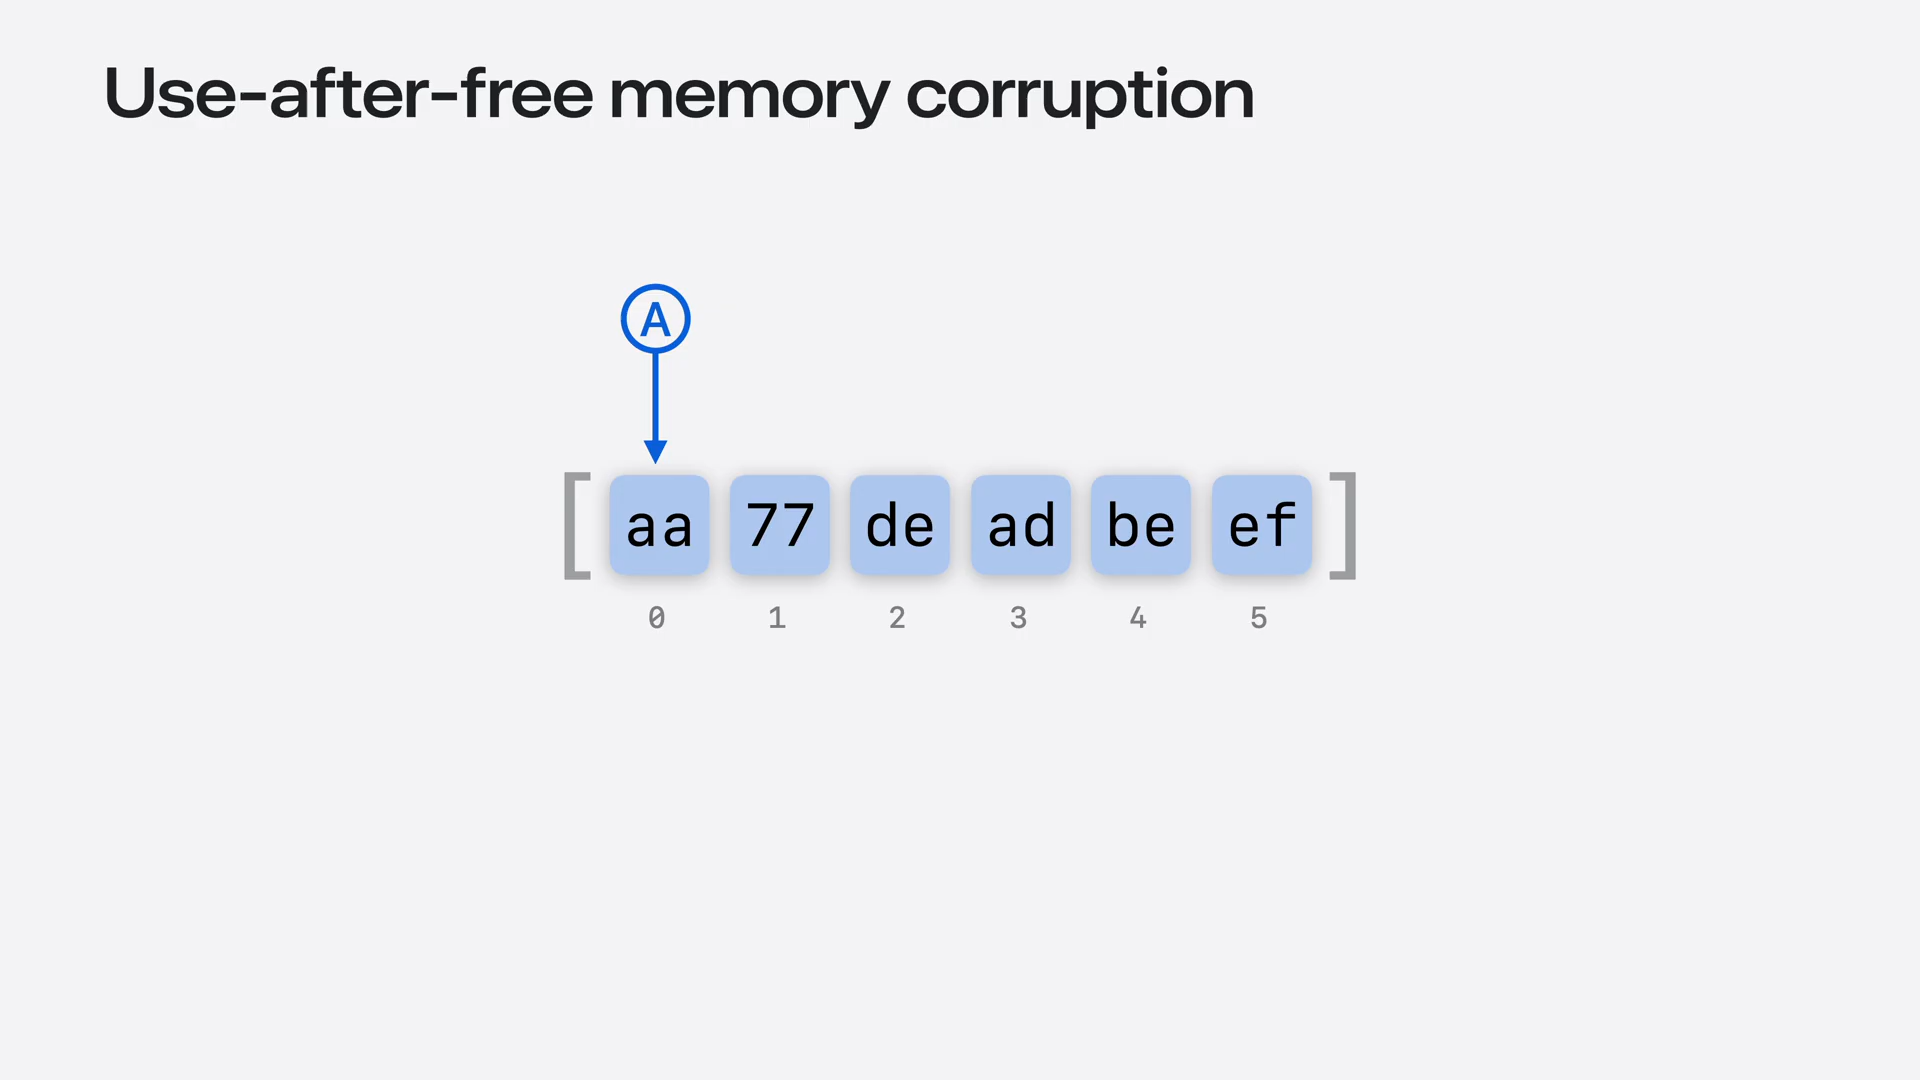 Use-after-free memory corruption
A
[ aa 77 de ad be ef ]
0 1 2 3 4 5